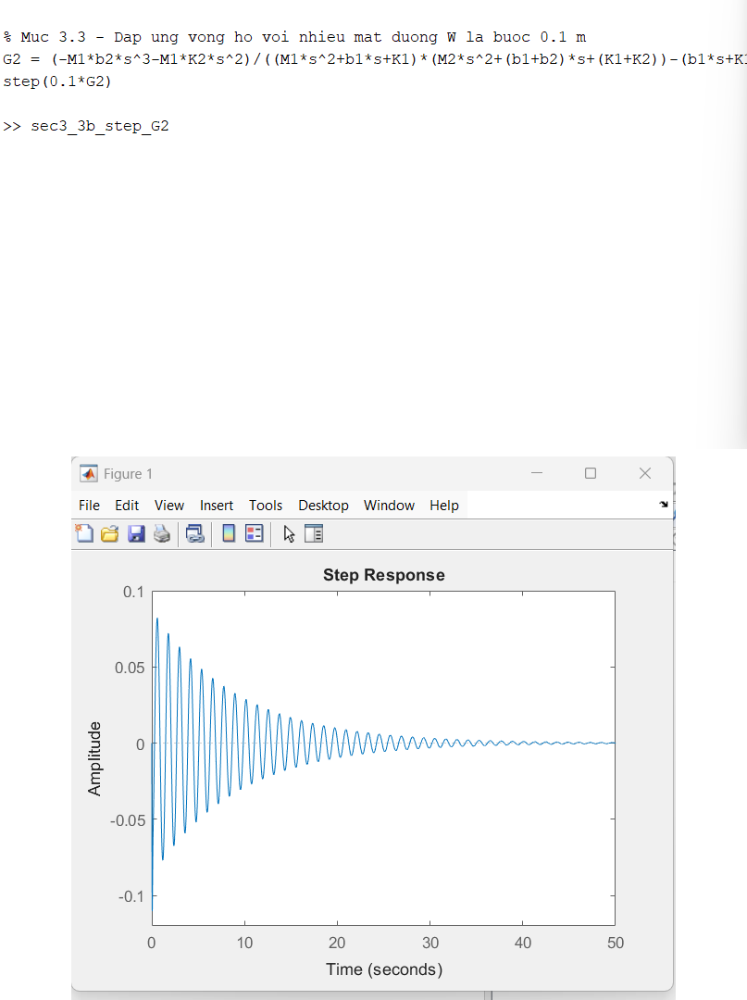 % Muc 3.3 - Dap ung vong ho voi nhieu mat duong W la buoc 0.1 m
G2 = (-M1*b2*s^3-M1*K2*s^2)/((M1*s^2+b1*s+K1)*(M2*s^2+(b1+b2)*s+(K1+K2))-(b1*s+K
step(0.1*G2)
>> sec3_3b_step_G2
Figure 1
File Edit View Insert Tools Desktop Window Help
Step Response
0.1
0.05
0
-0.05
-0.1
Amplitude
0 10 20 30 40 50
Time (seconds)